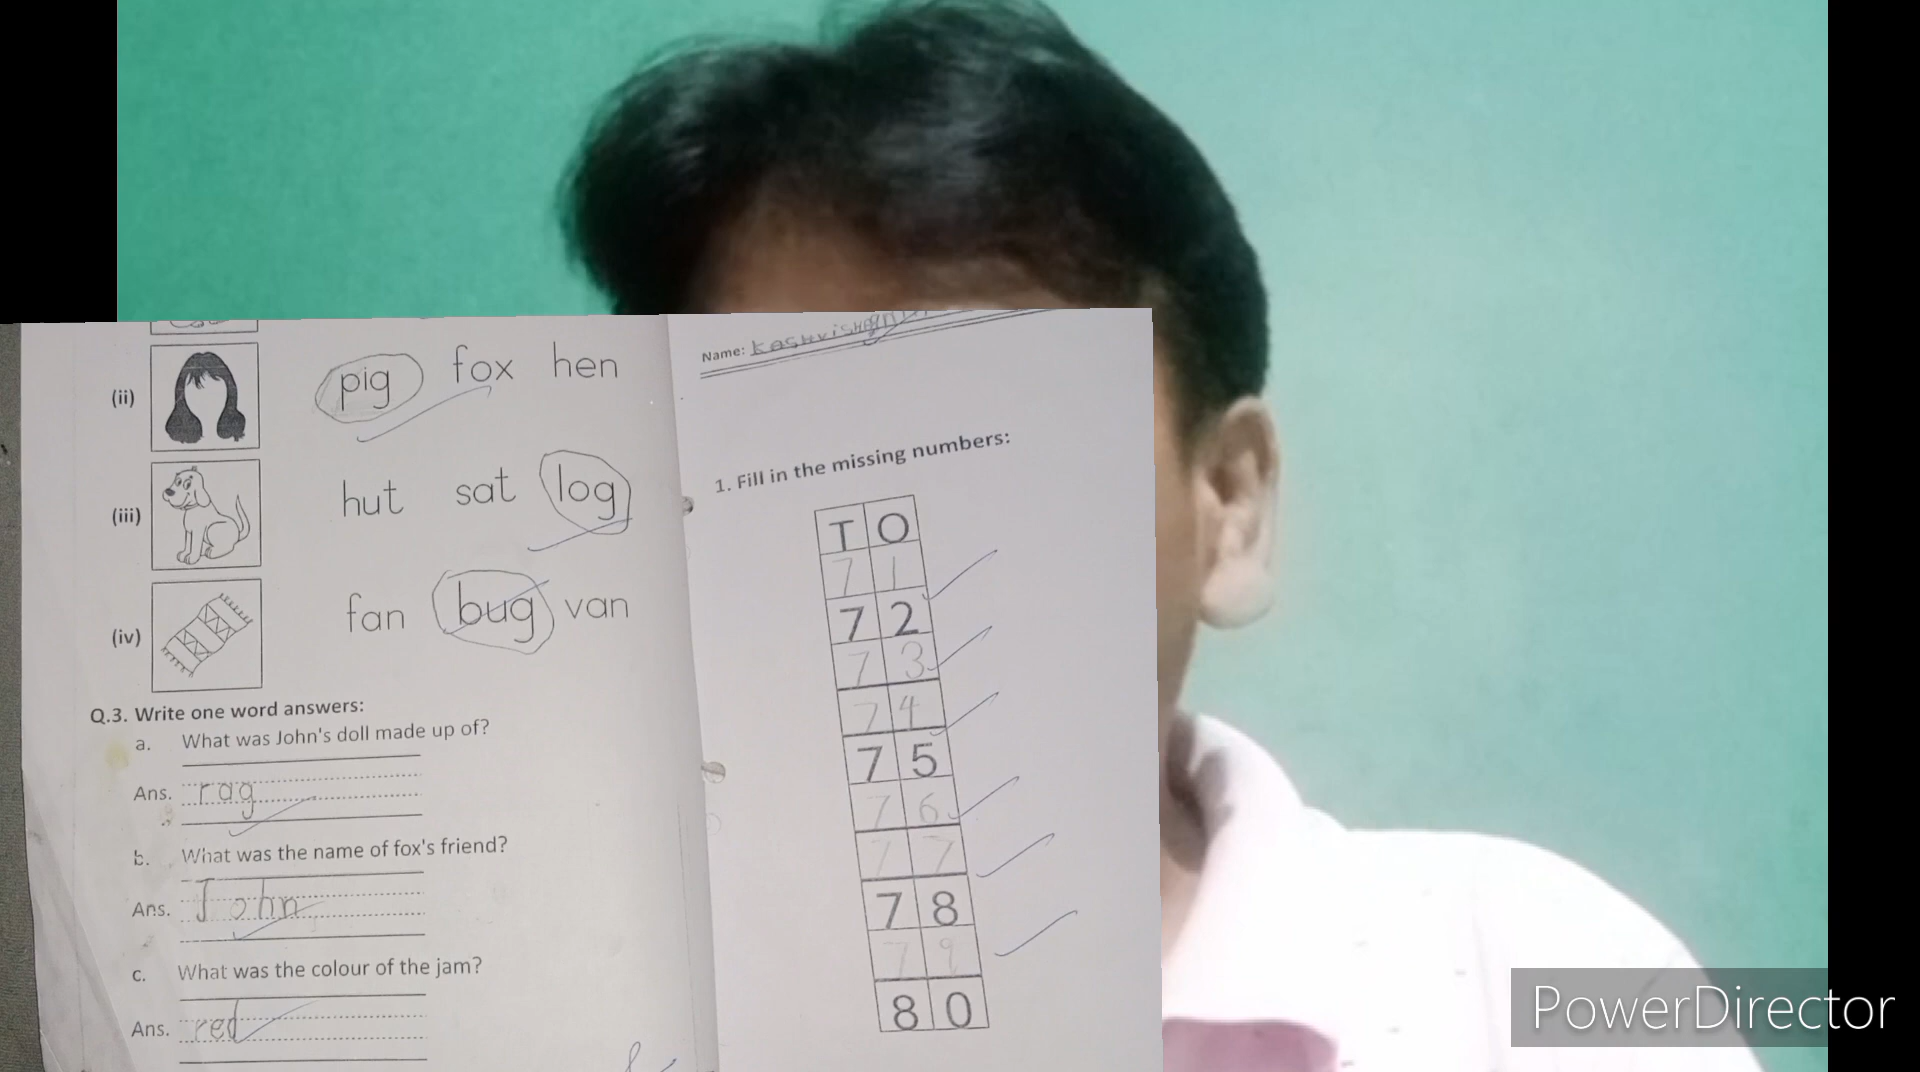 (ii) pig fox hen
(iii) hut sat log
(iv) fan bug van
Q.3. Write one word answers:
a. What was John's doll made up of?
Ans. rag
b. What was the name of fox's friend?
Ans. John
c. What was the colour of the jam?
Ans. red
Name:
1. Fill in the missing numbers:
T O
7 1
7 2
7 3
7 4
7 5
7 6
7 7
7 8
7 9
8 0
PowerDirector